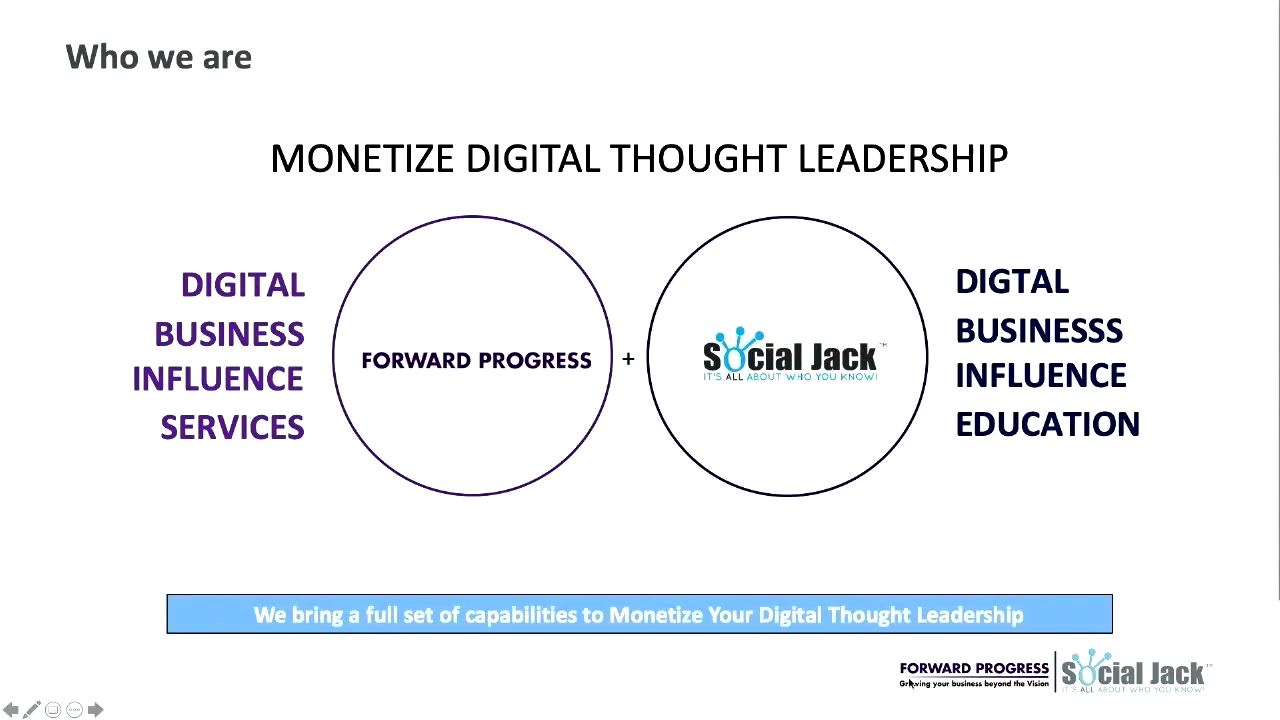 Who we are
MONETIZE DIGITAL THOUGHT LEADERSHIP
DIGITAL
BUSINESS
INFLUENCE
SERVICES
FORWARD PROGRESS
+
Social Jack™
IT'S ALL ABOUT WHO YOU KNOW!
DIGTAL
BUSINESSS
INFLUENCE
EDUCATION
We bring a full set of capabilities to Monetize Your Digital Thought Leadership
FORWARD PROGRESS
Growing your business beyond the Vision
Social Jack™
IT'S ALL ABOUT WHO YOU KNOW!